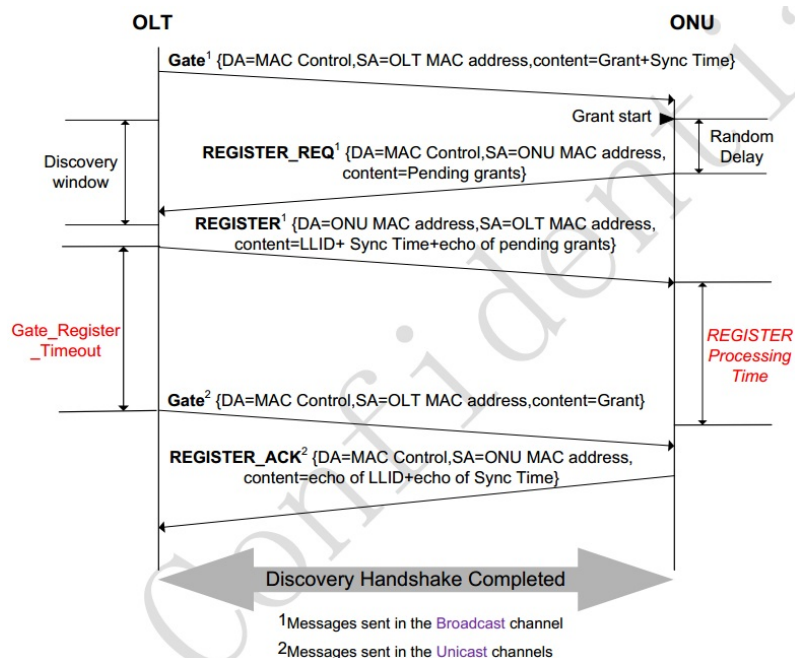 OLT
ONU
Gate¹ {DA=MAC Control,SA=OLT MAC address,content=Grant+Sync Time}
Grant start
Random
Delay
Discovery
window
REGISTER_REQ¹ {DA=MAC Control,SA=ONU MAC address,
content=Pending grants}
REGISTER¹ {DA=ONU MAC address,SA=OLT MAC address,
content=LLID+ Sync Time+echo of pending grants}
Gate_Register
_Timeout
REGISTER
Processing
Time
Gate² {DA=MAC Control,SA=OLT MAC address,content=Grant}
REGISTER_ACK² {DA=MAC Control,SA=ONU MAC address,
content=echo of LLID+echo of Sync Time}
Discovery Handshake Completed
¹Messages sent in the Broadcast channel
²Messages sent in the Unicast channels
Confidenti